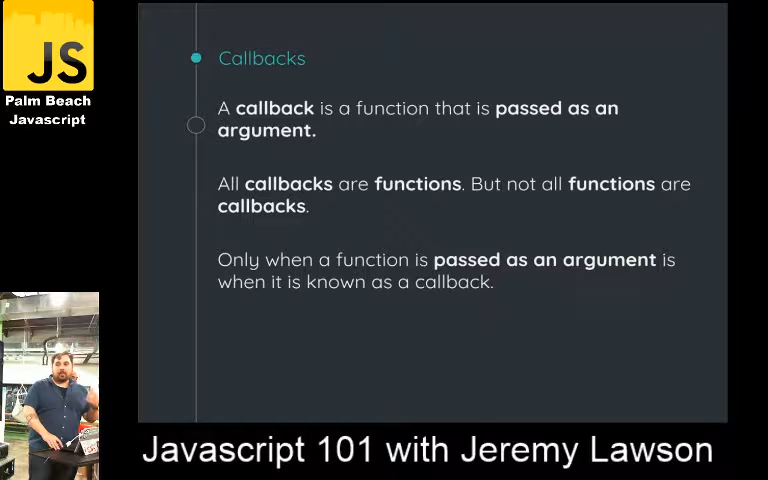 JS
Palm Beach
Javascript
Callbacks
A callback is a function that is passed as an
argument.
All callbacks are functions. But not all functions are
callbacks.
Only when a function is passed as an argument is
when it is known as a callback.
Javascript 101 with Jeremy Lawson